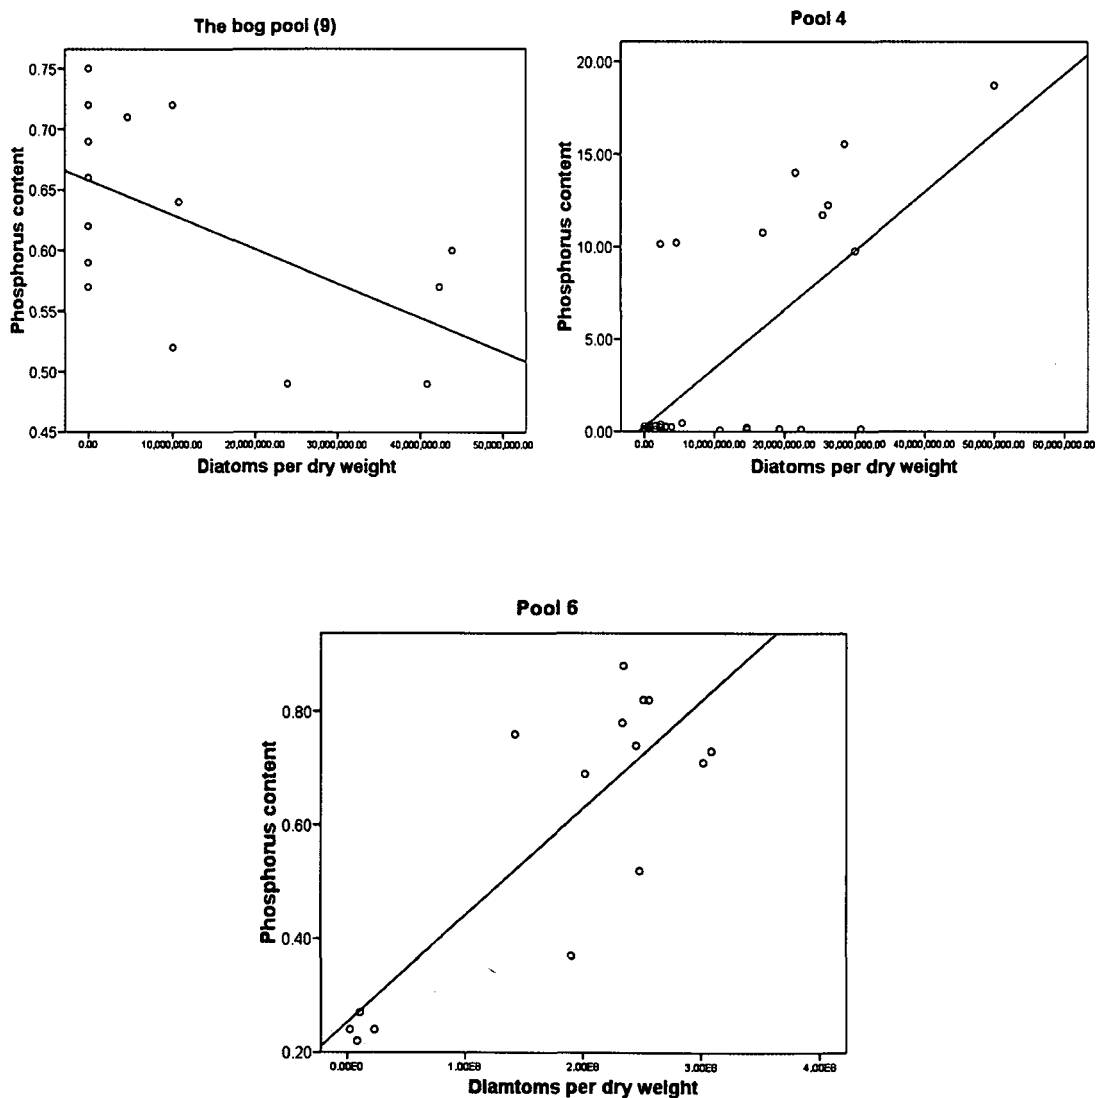 The bog pool (9)
Phosphorus content
0.75
0.70
0.65
0.60
0.55
0.50
0.45
0.00 10,000,000.00 20,000,000.00 30,000,000.00 40,000,000.00 50,000,000.00
Diatoms per dry weight
Pool 4
Phosphorus content
20.00
15.00
10.00
5.00
0.00
0.00 10,000,000.00 20,000,000.00 30,000,000.00 40,000,000.00 50,000,000.00 60,000,000.00
Diatoms per dry weight
Pool 6
Phosphorus content
0.80
0.60
0.40
0.20
0.00E0 1.00E8 2.00E8 3.00E8 4.00E8
Diamtoms per dry weight